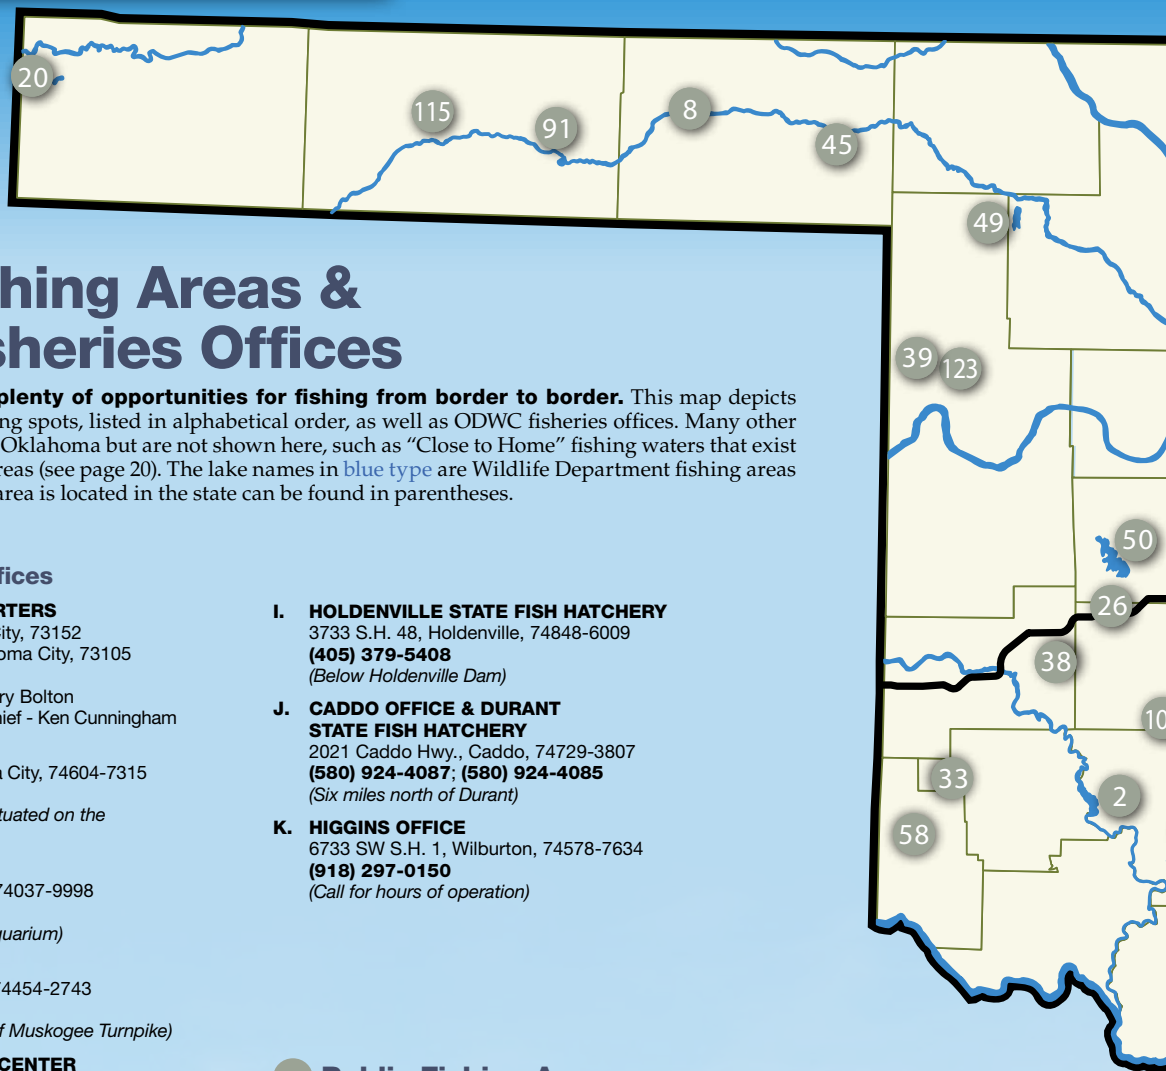 20
115
91
8
45
49
39
123
50
26
38
10
33
2
58
hing Areas &
sheries Offices
plenty of opportunities for fishing from border to border. This map depicts
ng spots, listed in alphabetical order, as well as ODWC fisheries offices. Many other
Oklahoma but are not shown here, such as “Close to Home” fishing waters that exist
reas (see page 20). The lake names in blue type are Wildlife Department fishing areas
area is located in the state can be found in parentheses.
fices
RTERS
City, 73152
oma City, 73105
ry Bolton
hief - Ken Cunningham
a City, 74604-7315
tuated on the
74037-9998
quarium)
74454-2743
f Muskogee Turnpike)
CENTER
I. HOLDENVILLE STATE FISH HATCHERY
3733 S.H. 48, Holdenville, 74848-6009
(405) 379-5408
(Below Holdenville Dam)
J. CADDO OFFICE & DURANT
STATE FISH HATCHERY
2021 Caddo Hwy., Caddo, 74729-3807
(580) 924-4087; (580) 924-4085
(Six miles north of Durant)
K. HIGGINS OFFICE
6733 SW S.H. 1, Wilburton, 74578-7634
(918) 297-0150
(Call for hours of operation)
Public Fishing A